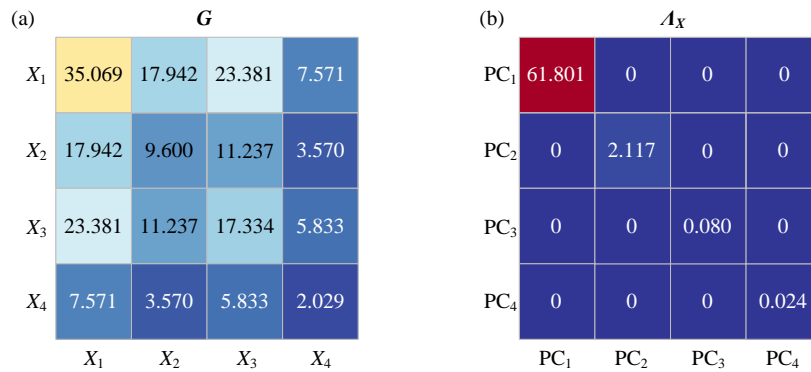 (a) G
X₁ 35.069 17.942 23.381 7.571
X₂ 17.942 9.600 11.237 3.570
X₃ 23.381 11.237 17.334 5.833
X₄ 7.571 3.570 5.833 2.029
X₁ X₂ X₃ X₄
(b) Λ_X
PC₁ 61.801 0 0 0
PC₂ 0 2.117 0 0
PC₃ 0 0 0.080 0
PC₄ 0 0 0 0.024
PC₁ PC₂ PC₃ PC₄